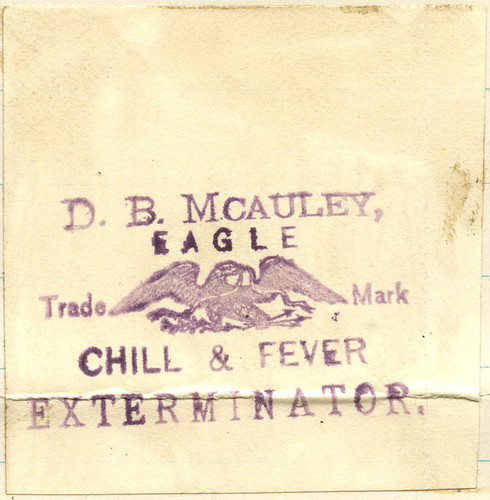 D. B. MCAULEY,
EAGLE
Trade Mark
CHILL & FEVER
EXTERMINATOR.